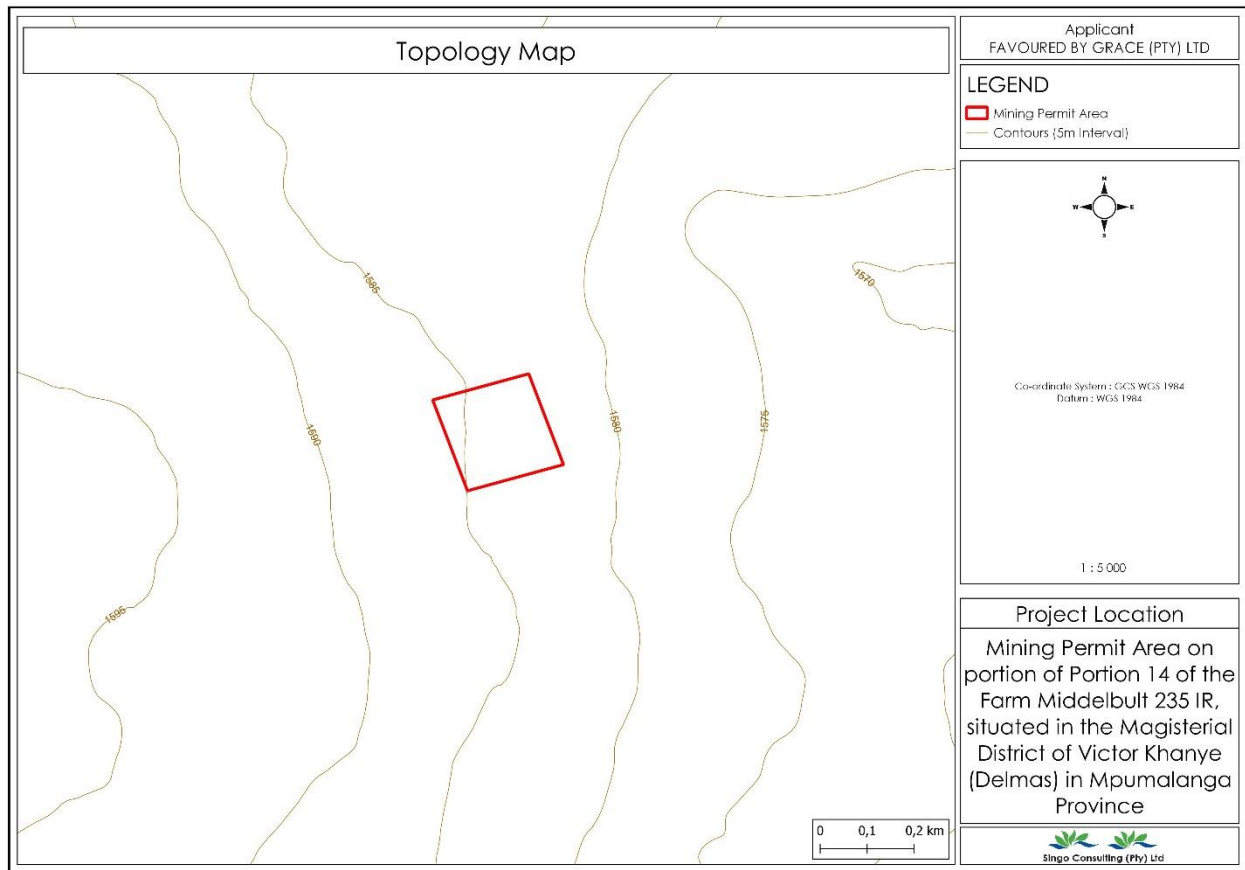 Topology Map
1585
1590
1595
1580
1575
1570
0 0,1 0,2 km
Applicant
FAVOURED BY GRACE (PTY) LTD
LEGEND
Mining Permit Area
Contours (5m Interval)
N
W E
S
Co-ordinate System : GCS WGS 1984
Datum : WGS 1984
1 : 5 000
Project Location
Mining Permit Area on
portion of Portion 14 of the
Farm Middelbult 235 IR,
situated in the Magisterial
District of Victor Khanye
(Delmas) in Mpumalanga
Province
Singo Consulting (Pty) Ltd